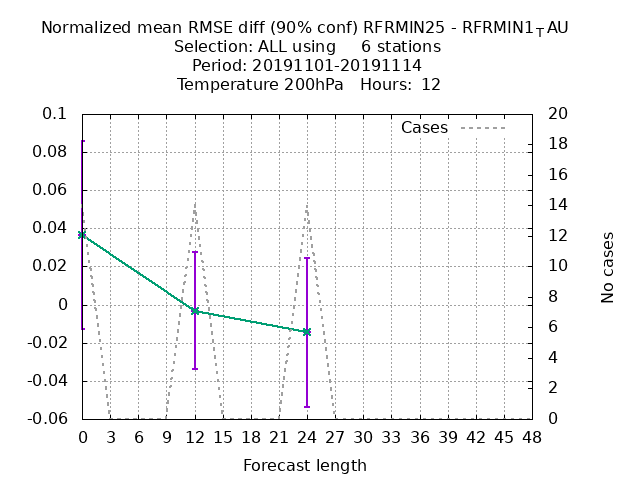 Normalized mean RMSE diff (90% conf) RFRMIN25 - RFRMIN1_TAU
Selection: ALL using 6 stations
Period: 20191101-20191114
Temperature 200hPa Hours: 12
Cases
0.1
0.08
0.06
0.04
0.02
0
-0.02
-0.04
-0.06
20
18
16
14
12
10
8
6
4
2
0
No cases
0 3 6 9 12 15 18 21 24 27 30 33 36 39 42 45 48
Forecast length